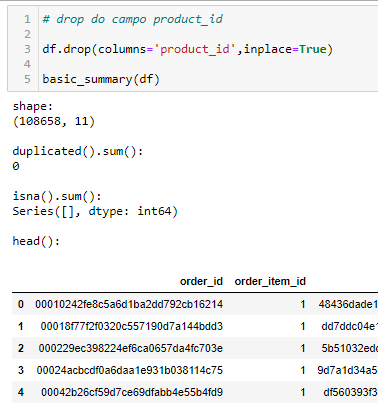 1 # drop do campo product_id
2
3 df.drop(columns='product_id',inplace=True)
4
5 basic_summary(df)
shape:
(108658, 11)
duplicated().sum():
0
isna().sum():
Series([], dtype: int64)
head():
order_id order_item_id
0 00010242fe8c5a6d1ba2dd792cb16214 1 48436dade1
1 00018f77f2f0320c557190d7a144bdd3 1 dd7ddc04e1
2 000229ec398224ef6ca0657da4fc703e 1 5b51032edd
3 00024acbcdf0a6daa1e931b038114c75 1 9d7a1d34a5
4 00042b26cf59d7ce69dfabb4e55b4fd9 1 df560393f3